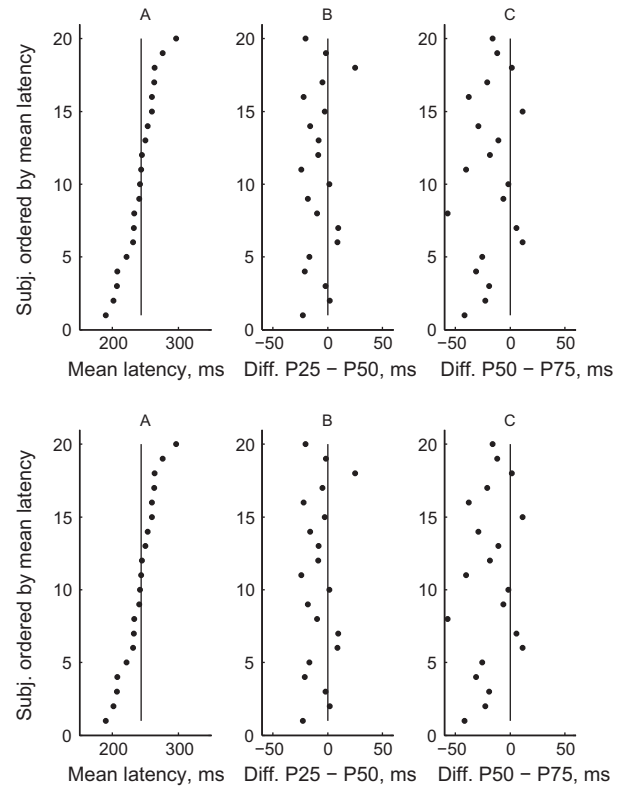 A B C
Subj. ordered by mean latency
20 20 20
15 15 15
10 10 10
5 5 5
0 0 0
200 300 −50 0 50 −50 0 50
Mean latency, ms Diff. P25 − P50, ms Diff. P50 − P75, ms
A B C
Subj. ordered by mean latency
20 20 20
15 15 15
10 10 10
5 5 5
0 0 0
200 300 −50 0 50 −50 0 50
Mean latency, ms Diff. P25 − P50, ms Diff. P50 − P75, ms